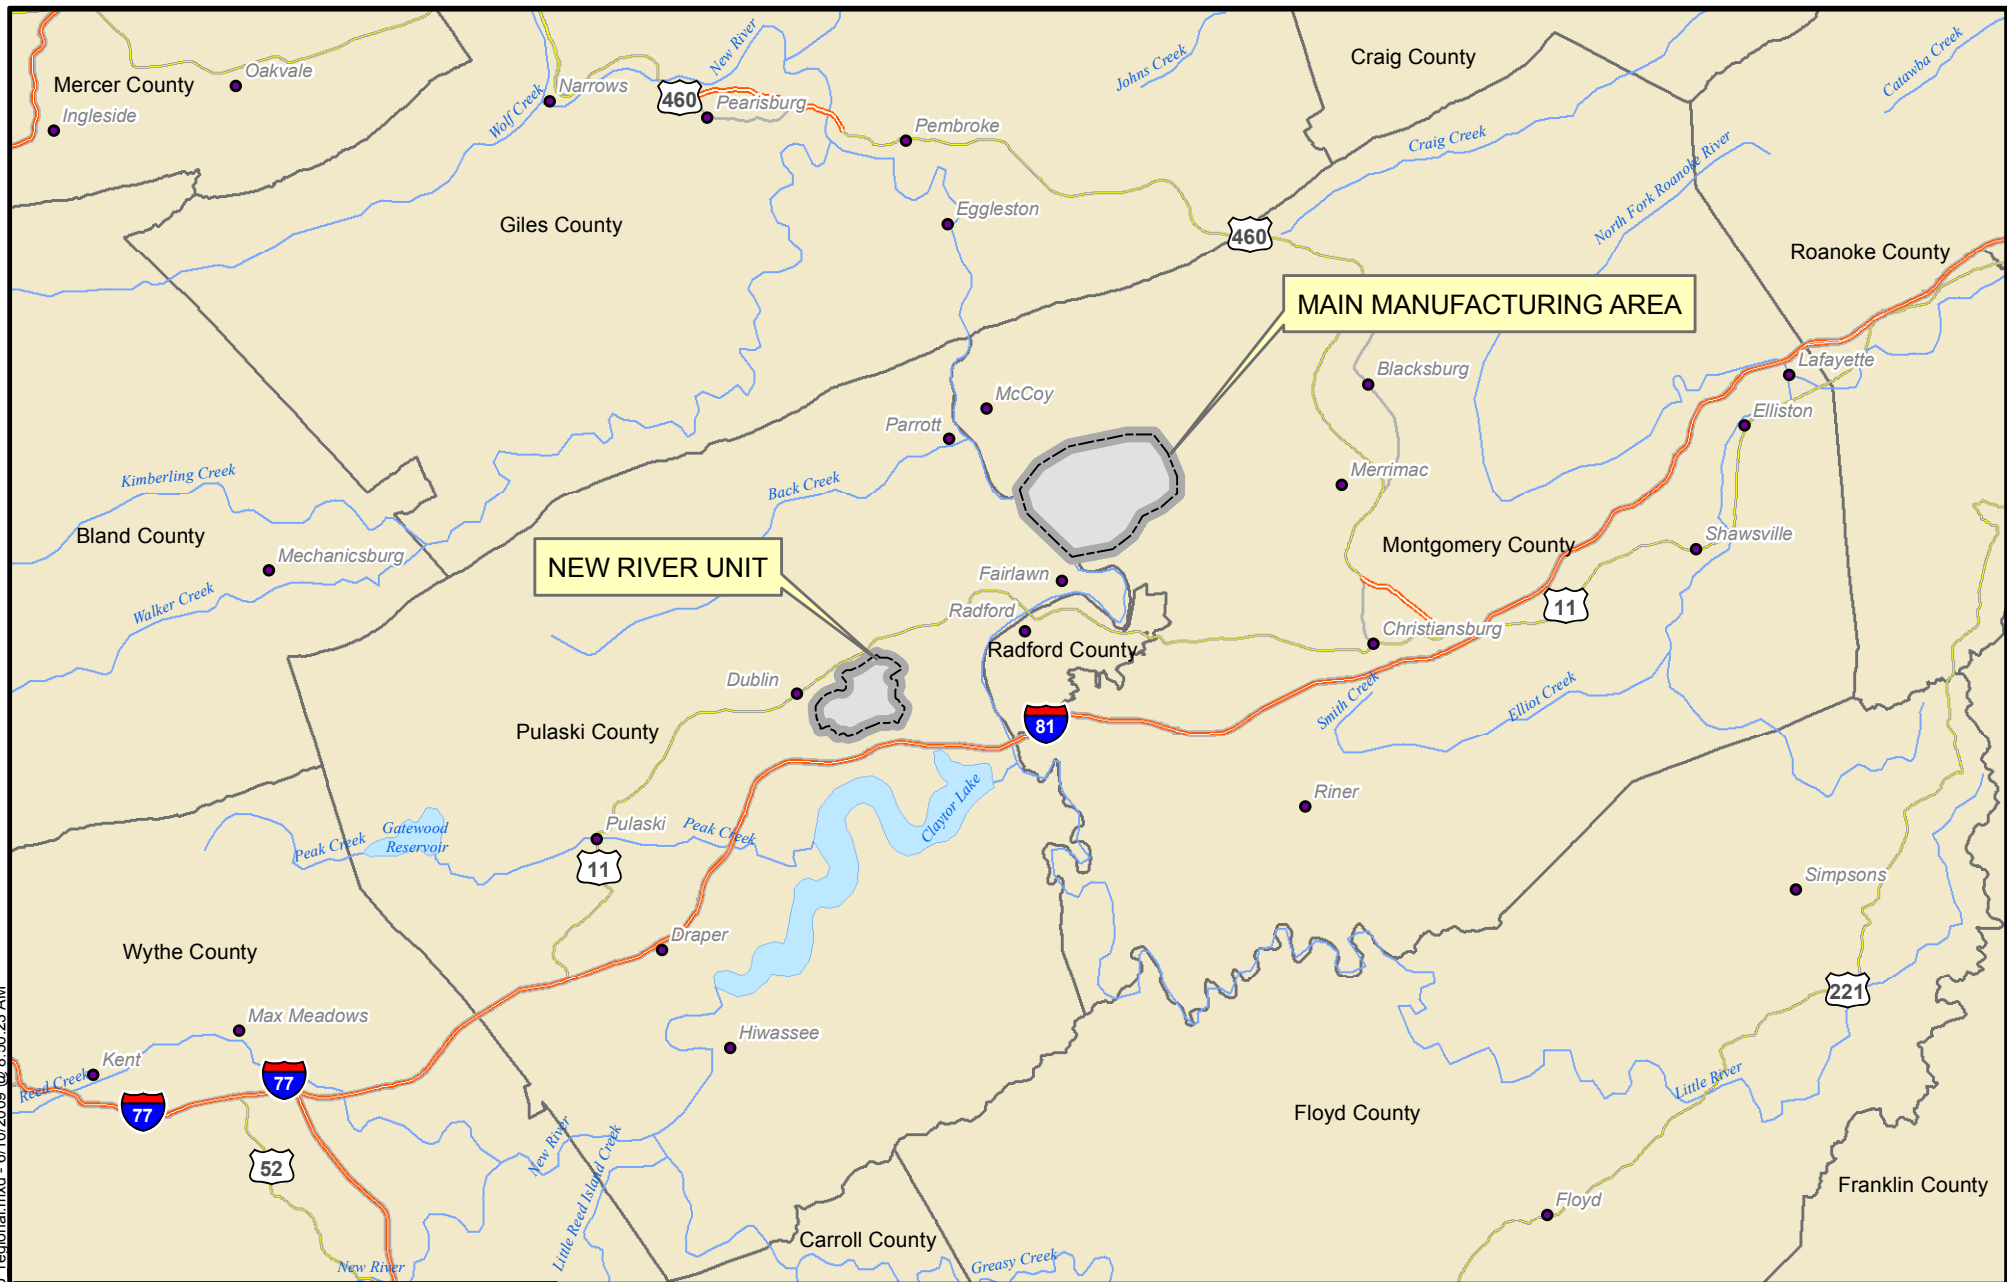 Mercer County
Oakvale
Ingleside
Narrows
Wolf Creek
460
New River
Pearisburg
Pembroke
Johns Creek
Craig County
Catawba Creek
Craig Creek
North Fork Roanoke River
Giles County
Eggleston
460
Roanoke County
MAIN MANUFACTURING AREA
Lafayette
Blacksburg
McCoy
Elliston
Parrott
Merrimac
Kimberling Creek
Back Creek
Bland County
Mechanicsburg
Walker Creek
NEW RIVER UNIT
Montgomery County
Shawsville
Fairlawn
Radford
11
Christiansburg
Radford County
Dublin
Smith Creek
Elliot Creek
Pulaski County
81
Riner
Claytor Lake
Pulaski
Peak Creek
Gatewood
Reservoir
Peak Creek
11
Simpsons
Draper
Wythe County
221
Max Meadows
Hiwassee
Kent
Reed Creek
77
77
Little River
Floyd County
52
New River
Little Reed Island Creek
Franklin County
Floyd
Carroll County
Greasy Creek
New River